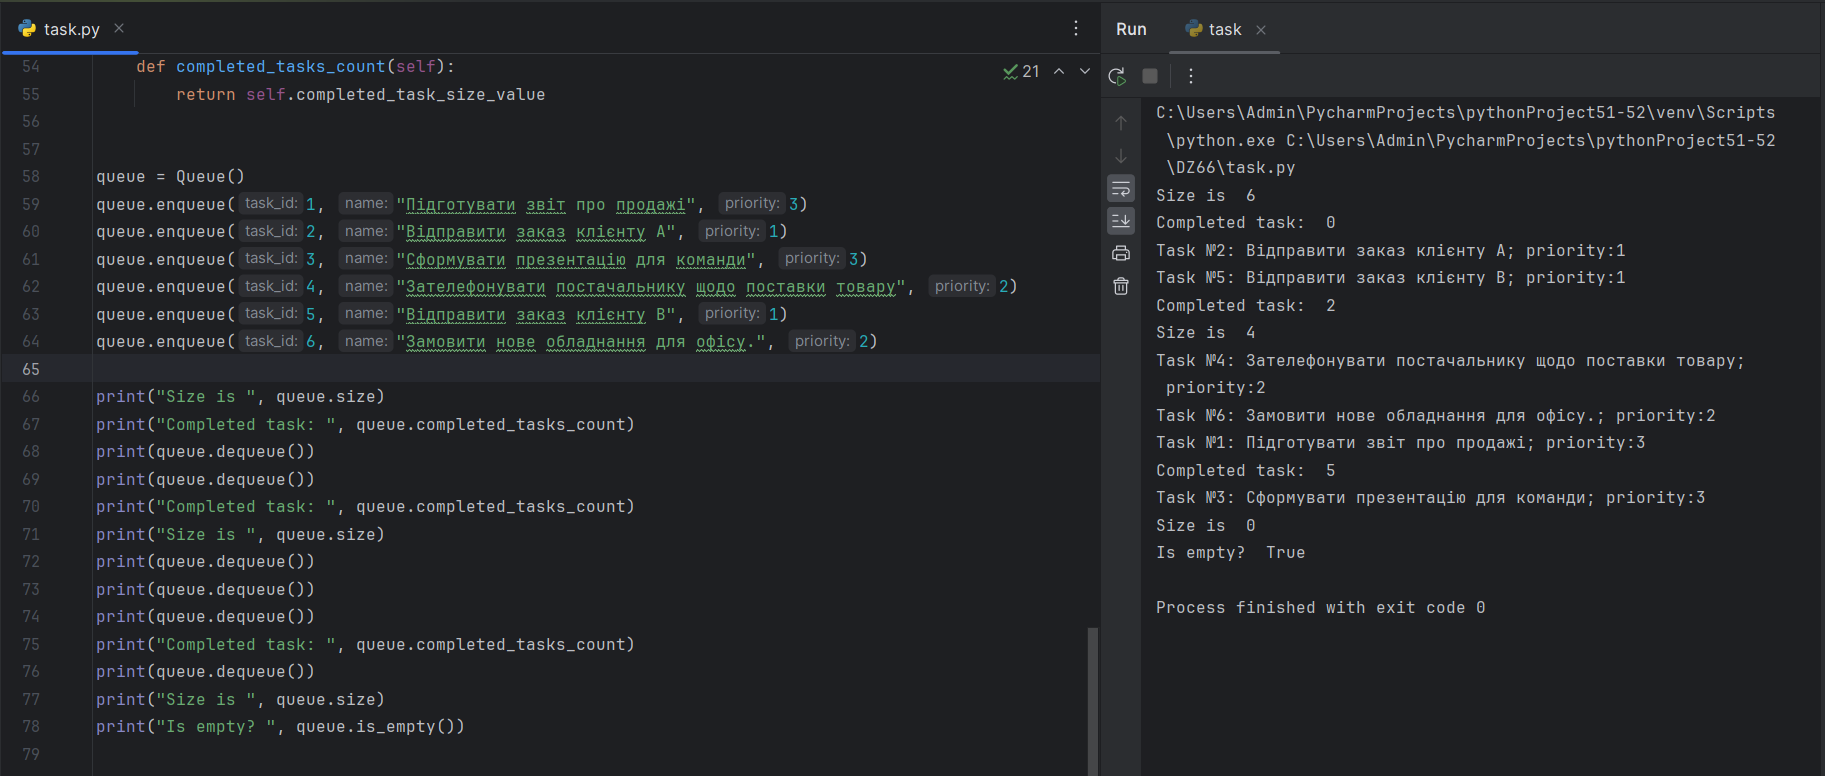 task.py
54 def completed_tasks_count(self):
55 return self.completed_task_size_value
56
57
58 queue = Queue()
59 queue.enqueue( task_id: 1, name: "Підготувати звіт про продажі", priority: 3)
60 queue.enqueue( task_id: 2, name: "Відправити заказ клієнту А", priority: 1)
61 queue.enqueue( task_id: 3, name: "Сформувати презентацію для команди", priority: 3)
62 queue.enqueue( task_id: 4, name: "Зателефонувати постачальнику щодо поставки товару", priority: 2)
63 queue.enqueue( task_id: 5, name: "Відправити заказ клієнту В", priority: 1)
64 queue.enqueue( task_id: 6, name: "Замовити нове обладнання для офісу.", priority: 2)
65
66 print("Size is ", queue.size)
67 print("Completed task: ", queue.completed_tasks_count)
68 print(queue.dequeue())
69 print(queue.dequeue())
70 print("Completed task: ", queue.completed_tasks_count)
71 print("Size is ", queue.size)
72 print(queue.dequeue())
73 print(queue.dequeue())
74 print(queue.dequeue())
75 print("Completed task: ", queue.completed_tasks_count)
76 print(queue.dequeue())
77 print("Size is ", queue.size)
78 print("Is empty? ", queue.is_empty())
79
21
Run task
C:\Users\Admin\PycharmProjects\pythonProject51-52\venv\Scripts
\python.exe C:\Users\Admin\PycharmProjects\pythonProject51-52
\DZ66\task.py
Size is  6
Completed task:  0
Task №2: Відправити заказ клієнту А; priority:1
Task №5: Відправити заказ клієнту В; priority:1
Completed task:  2
Size is  4
Task №4: Зателефонувати постачальнику щодо поставки товару;
priority:2
Task №6: Замовити нове обладнання для офісу.; priority:2
Task №1: Підготувати звіт про продажі; priority:3
Completed task:  5
Task №3: Сформувати презентацію для команди; priority:3
Size is  0
Is empty?  True
Process finished with exit code 0